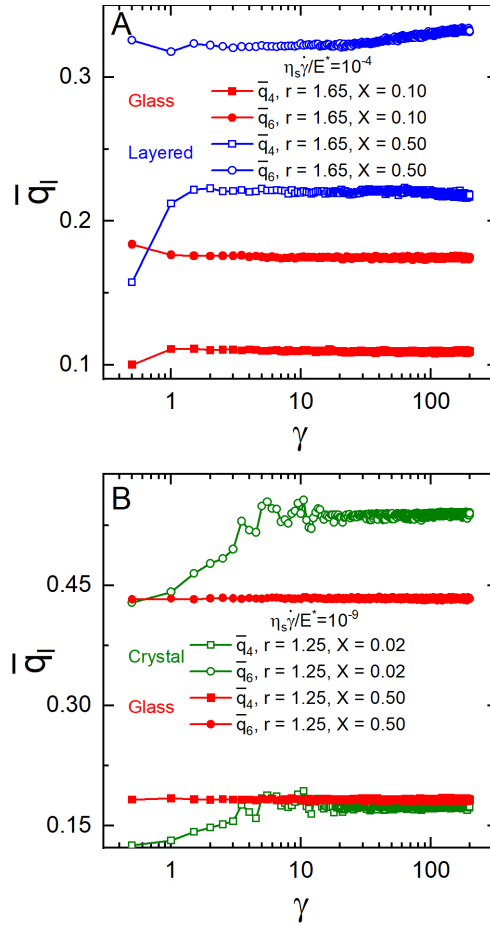 A
η_sγ̇/E*=10⁻⁴
Glass
q̄₄, r = 1.65, X = 0.10
q̄₆, r = 1.65, X = 0.10
Layered
q̄₄, r = 1.65, X = 0.50
q̄₆, r = 1.65, X = 0.50
0.3
0.2
0.1
q̄ₗ
1 10 100
γ
B
η_sγ̇/E*=10⁻⁹
Crystal
q̄₄, r = 1.25, X = 0.02
q̄₆, r = 1.25, X = 0.02
Glass
q̄₄, r = 1.25, X = 0.50
q̄₆, r = 1.25, X = 0.50
0.45
0.30
0.15
q̄ₗ
1 10 100
γ